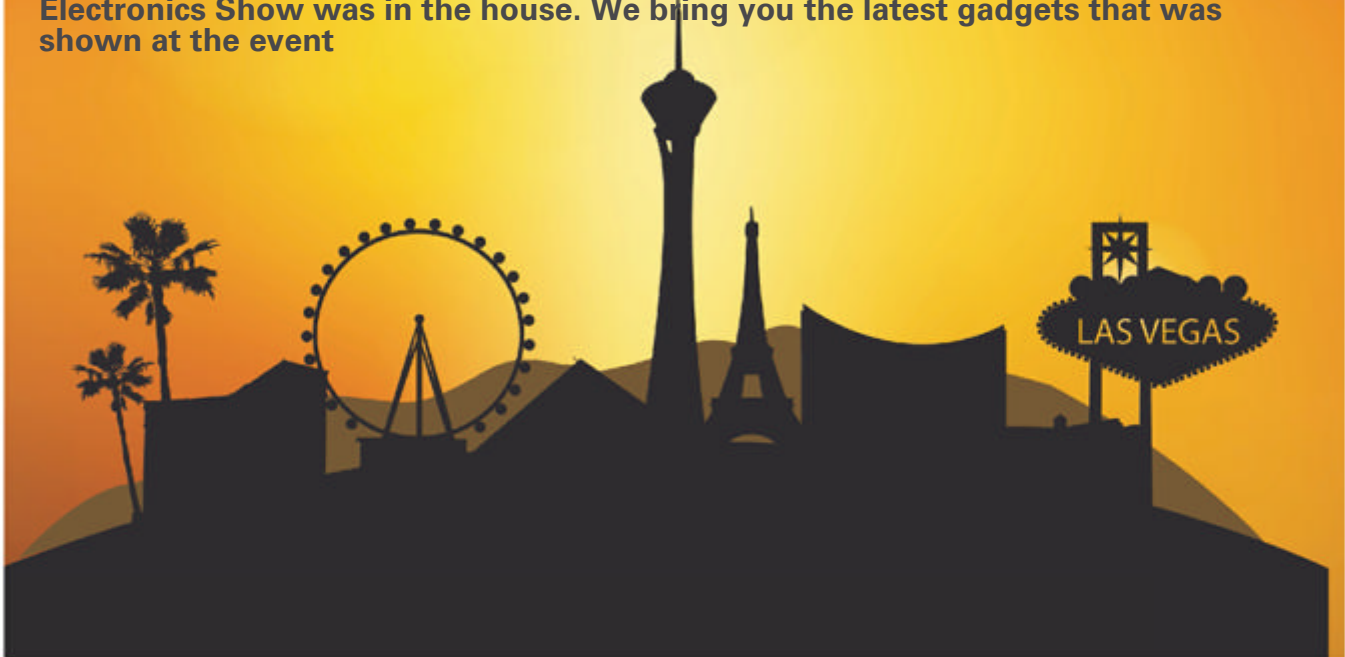 Electronics Show was in the house. We bring you the latest gadgets that was
shown at the event
LAS VEGAS